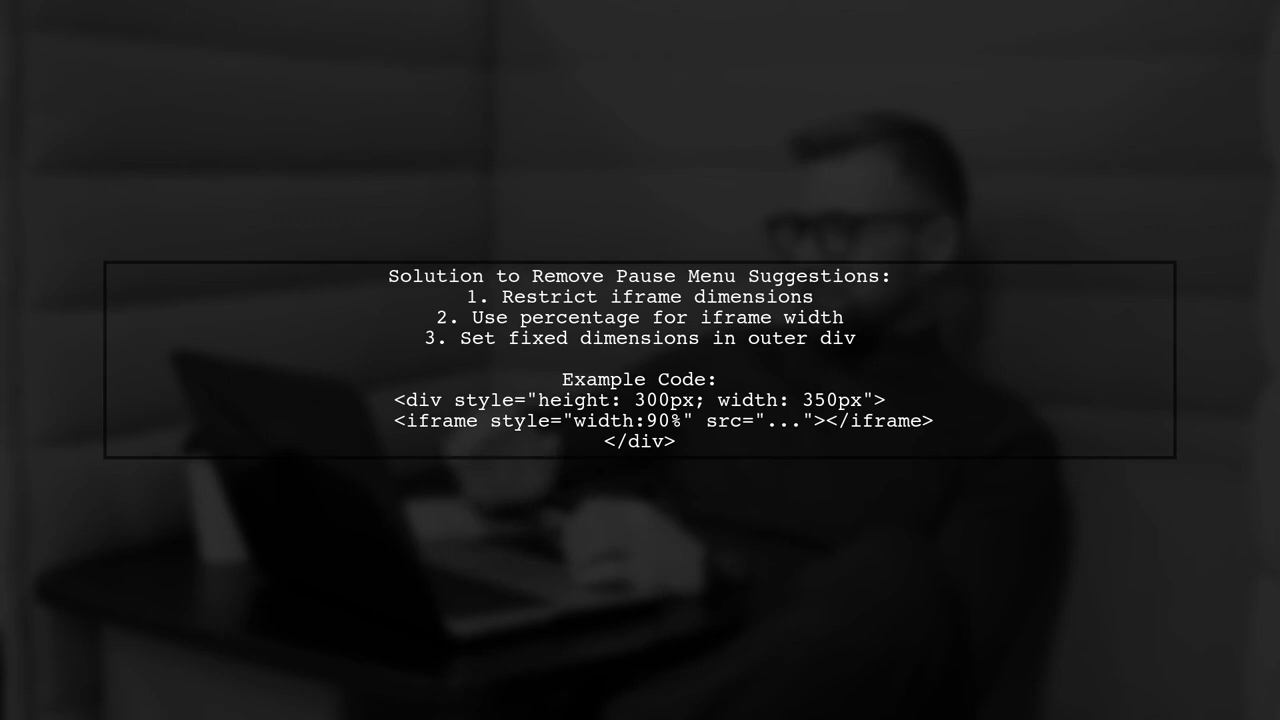 Solution to Remove Pause Menu Suggestions:
1. Restrict iframe dimensions
2. Use percentage for iframe width
3. Set fixed dimensions in outer div
Example Code:
<div style="height: 300px; width: 350px">
<iframe style="width:90%" src="..."></iframe>
</div>